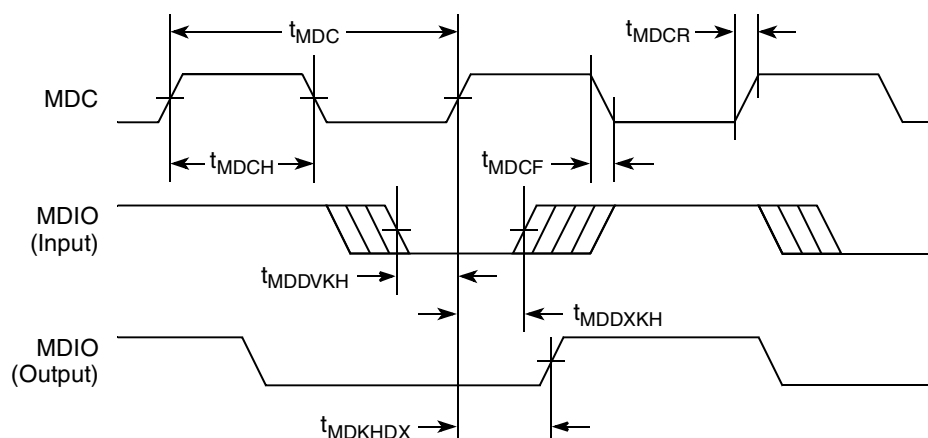 tMDC
tMDCR
MDC
tMDCH
tMDCF
MDIO
(Input)
tMDDVKH
tMDDXKH
MDIO
(Output)
tMDKHDX